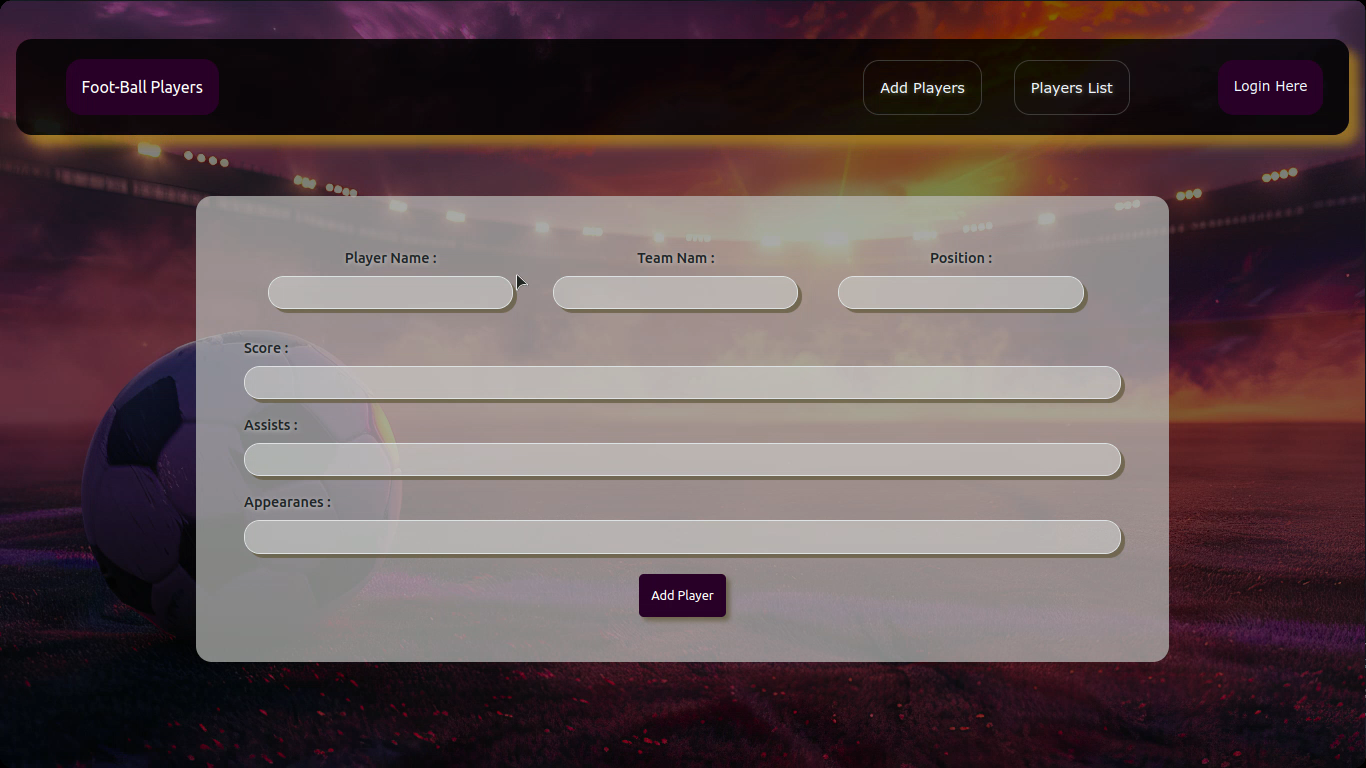 Foot-Ball Players
Add Players
Players List
Login Here
Player Name :
Team Nam :
Position :
Score :
Assists :
Appearanes :
Add Player